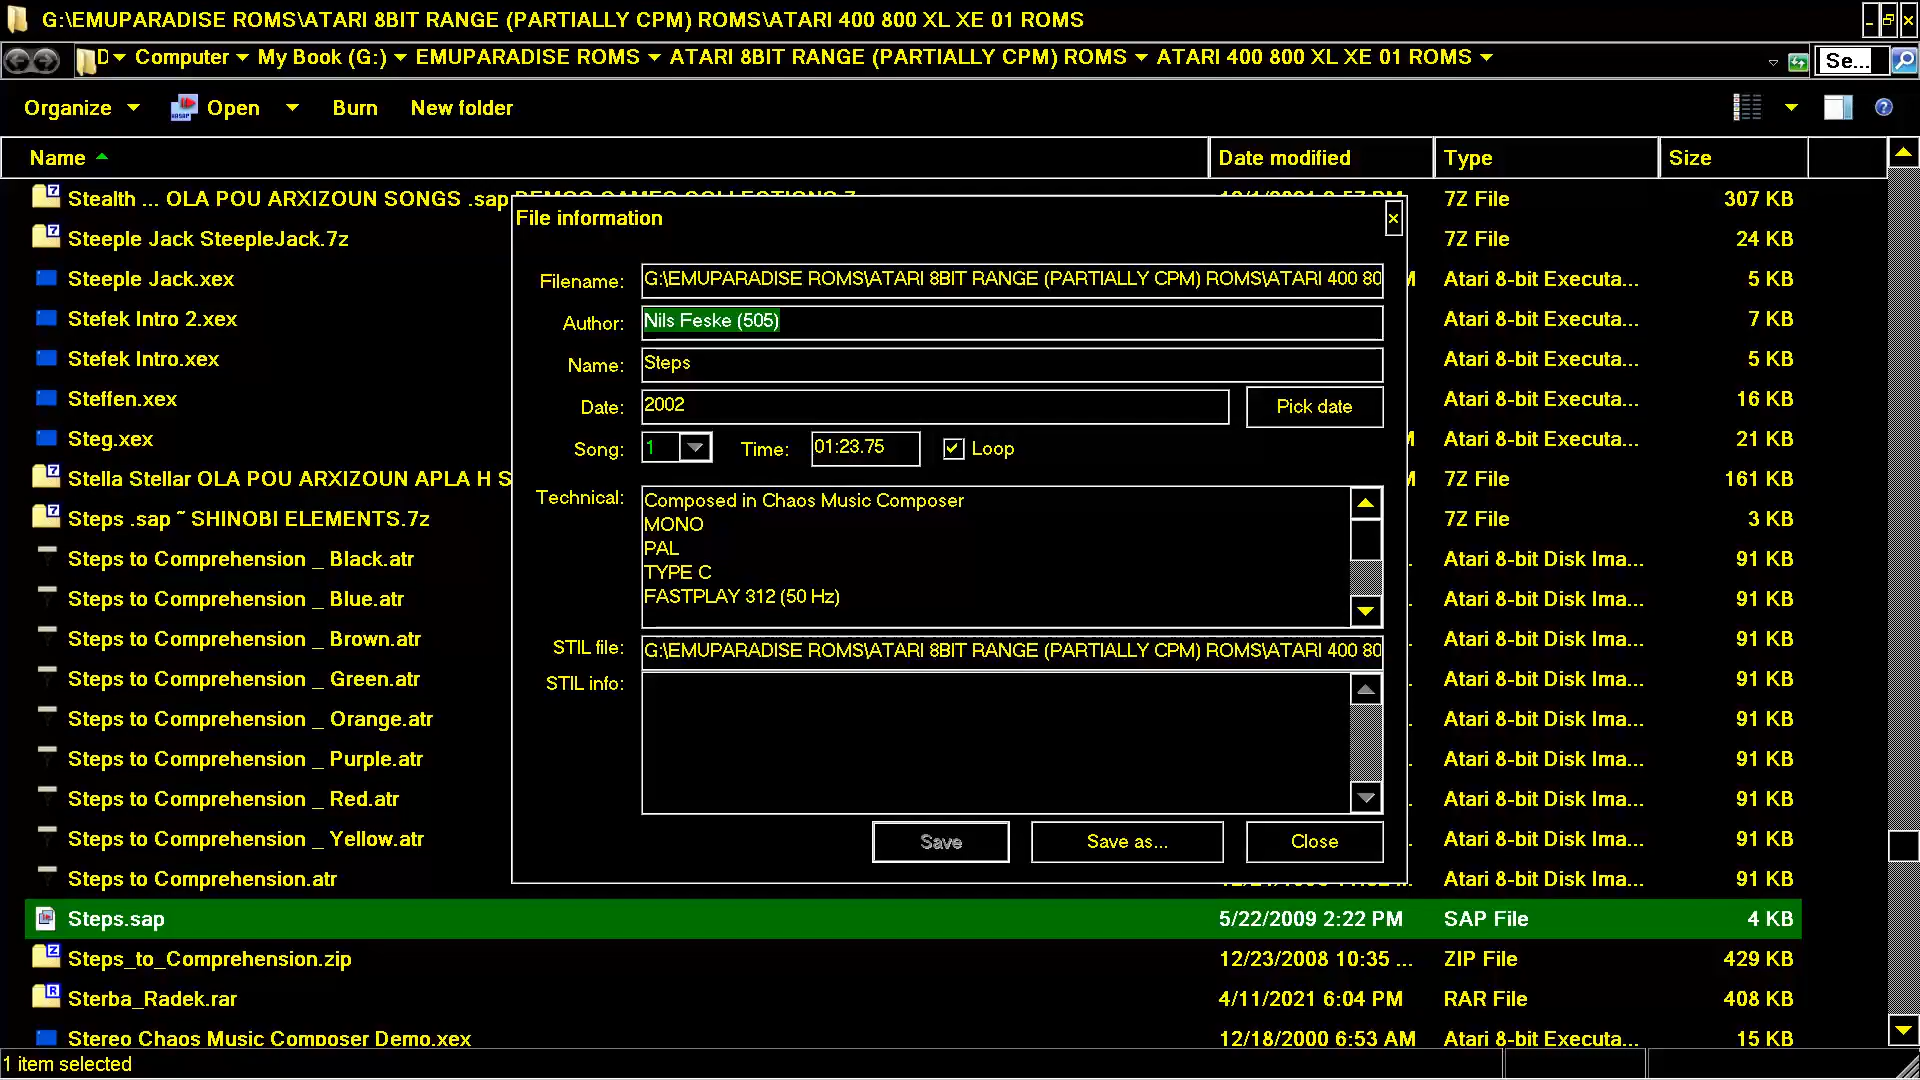 G:\EMUPARADISE ROMS\ATARI 8BIT RANGE (PARTIALLY CPM) ROMS\ATARI 400 800 XL XE 01 ROMS
Computer My Book (G:) EMUPARADISE ROMS ATARI 8BIT RANGE (PARTIALLY CPM) ROMS ATARI 400 800 XL XE 01 ROMS Se...
Organize Open Burn New folder
Name Date modified Type Size
Stealth ... OLA POU ARXIZOUN SONGS .sap 7Z File 307 KB
File information
Steeple Jack SteepleJack.7z 7Z File 24 KB
Steeple Jack.xex Atari 8-bit Executa... 5 KB
Filename: G:\EMUPARADISE ROMS\ATARI 8BIT RANGE (PARTIALLY CPM) ROMS\ATARI 400 80
Stefek Intro 2.xex Atari 8-bit Executa... 7 KB
Author: Nils Feske (505)
Stefek Intro.xex Atari 8-bit Executa... 5 KB
Name: Steps
Steffen.xex Atari 8-bit Executa... 16 KB
Date: 2002 Pick date
Steg.xex Atari 8-bit Executa... 21 KB
Song: 1 Time: 01:23.75 Loop
Stella Stellar OLA POU ARXIZOUN APLA H S 7Z File 161 KB
Technical: Composed in Chaos Music Composer
MONO
PAL
TYPE C
FASTPLAY 312 (50 Hz)
Steps .sap ~ SHINOBI ELEMENTS.7z 7Z File 3 KB
Steps to Comprehension _ Black.atr Atari 8-bit Disk Ima... 91 KB
Steps to Comprehension _ Blue.atr Atari 8-bit Disk Ima... 91 KB
Steps to Comprehension _ Brown.atr Atari 8-bit Disk Ima... 91 KB
STIL file: G:\EMUPARADISE ROMS\ATARI 8BIT RANGE (PARTIALLY CPM) ROMS\ATARI 400 80
STIL info:
Steps to Comprehension _ Green.atr Atari 8-bit Disk Ima... 91 KB
Steps to Comprehension _ Orange.atr Atari 8-bit Disk Ima... 91 KB
Steps to Comprehension _ Purple.atr Atari 8-bit Disk Ima... 91 KB
Steps to Comprehension _ Red.atr Atari 8-bit Disk Ima... 91 KB
Steps to Comprehension _ Yellow.atr Atari 8-bit Disk Ima... 91 KB
Save Save as... Close
Steps to Comprehension.atr Atari 8-bit Disk Ima... 91 KB
Steps.sap 5/22/2009 2:22 PM SAP File 4 KB
Steps_to_Comprehension.zip 12/23/2008 10:35 ... ZIP File 429 KB
Sterba_Radek.rar 4/11/2021 6:04 PM RAR File 408 KB
Stereo Chaos Music Composer Demo.xex 12/18/2000 6:53 AM Atari 8-bit Executa... 15 KB
1 item selected